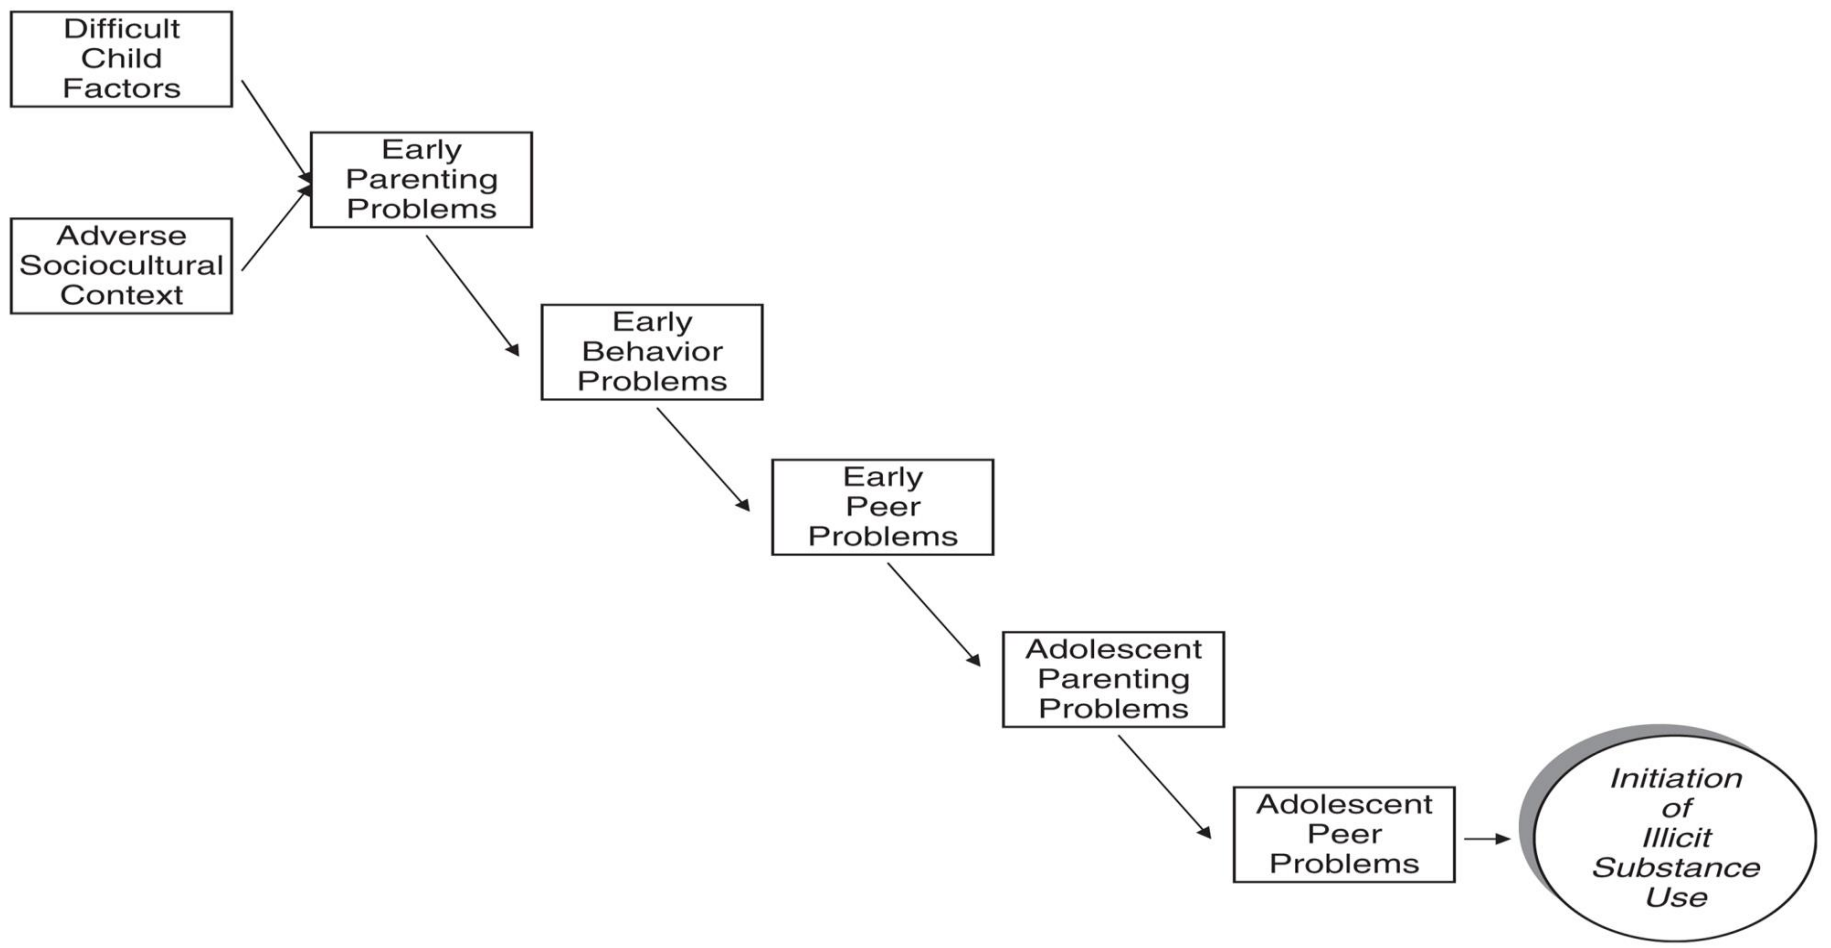 Difficult
Child
Factors
Adverse
Sociocultural
Context
Early
Parenting
Problems
Early
Behavior
Problems
Early
Peer
Problems
Adolescent
Parenting
Problems
Adolescent
Peer
Problems
Initiation
of
Illicit
Substance
Use